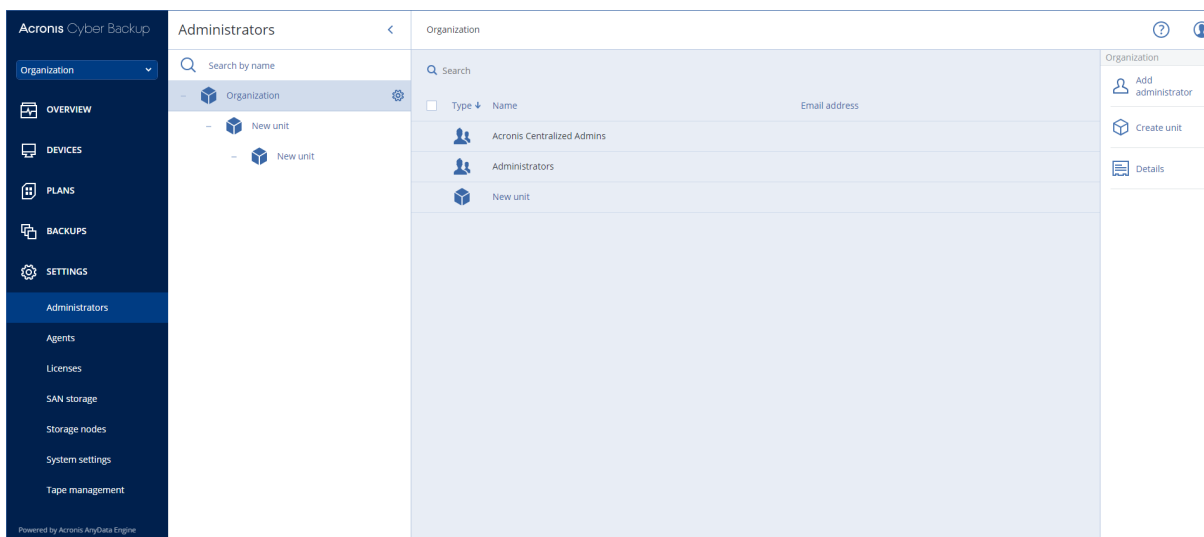 Acronis Cyber Backup
Organization
OVERVIEW
DEVICES
PLANS
BACKUPS
SETTINGS
Administrators
Agents
Licenses
SAN storage
Storage nodes
System settings
Tape management
Powered by Acronis AnyData Engine
Administrators
Search by name
Organization
New unit
New unit
Organization
Search
Type Name Email address
Acronis Centralized Admins
Administrators
New unit
Organization
Add
administrator
Create unit
Details